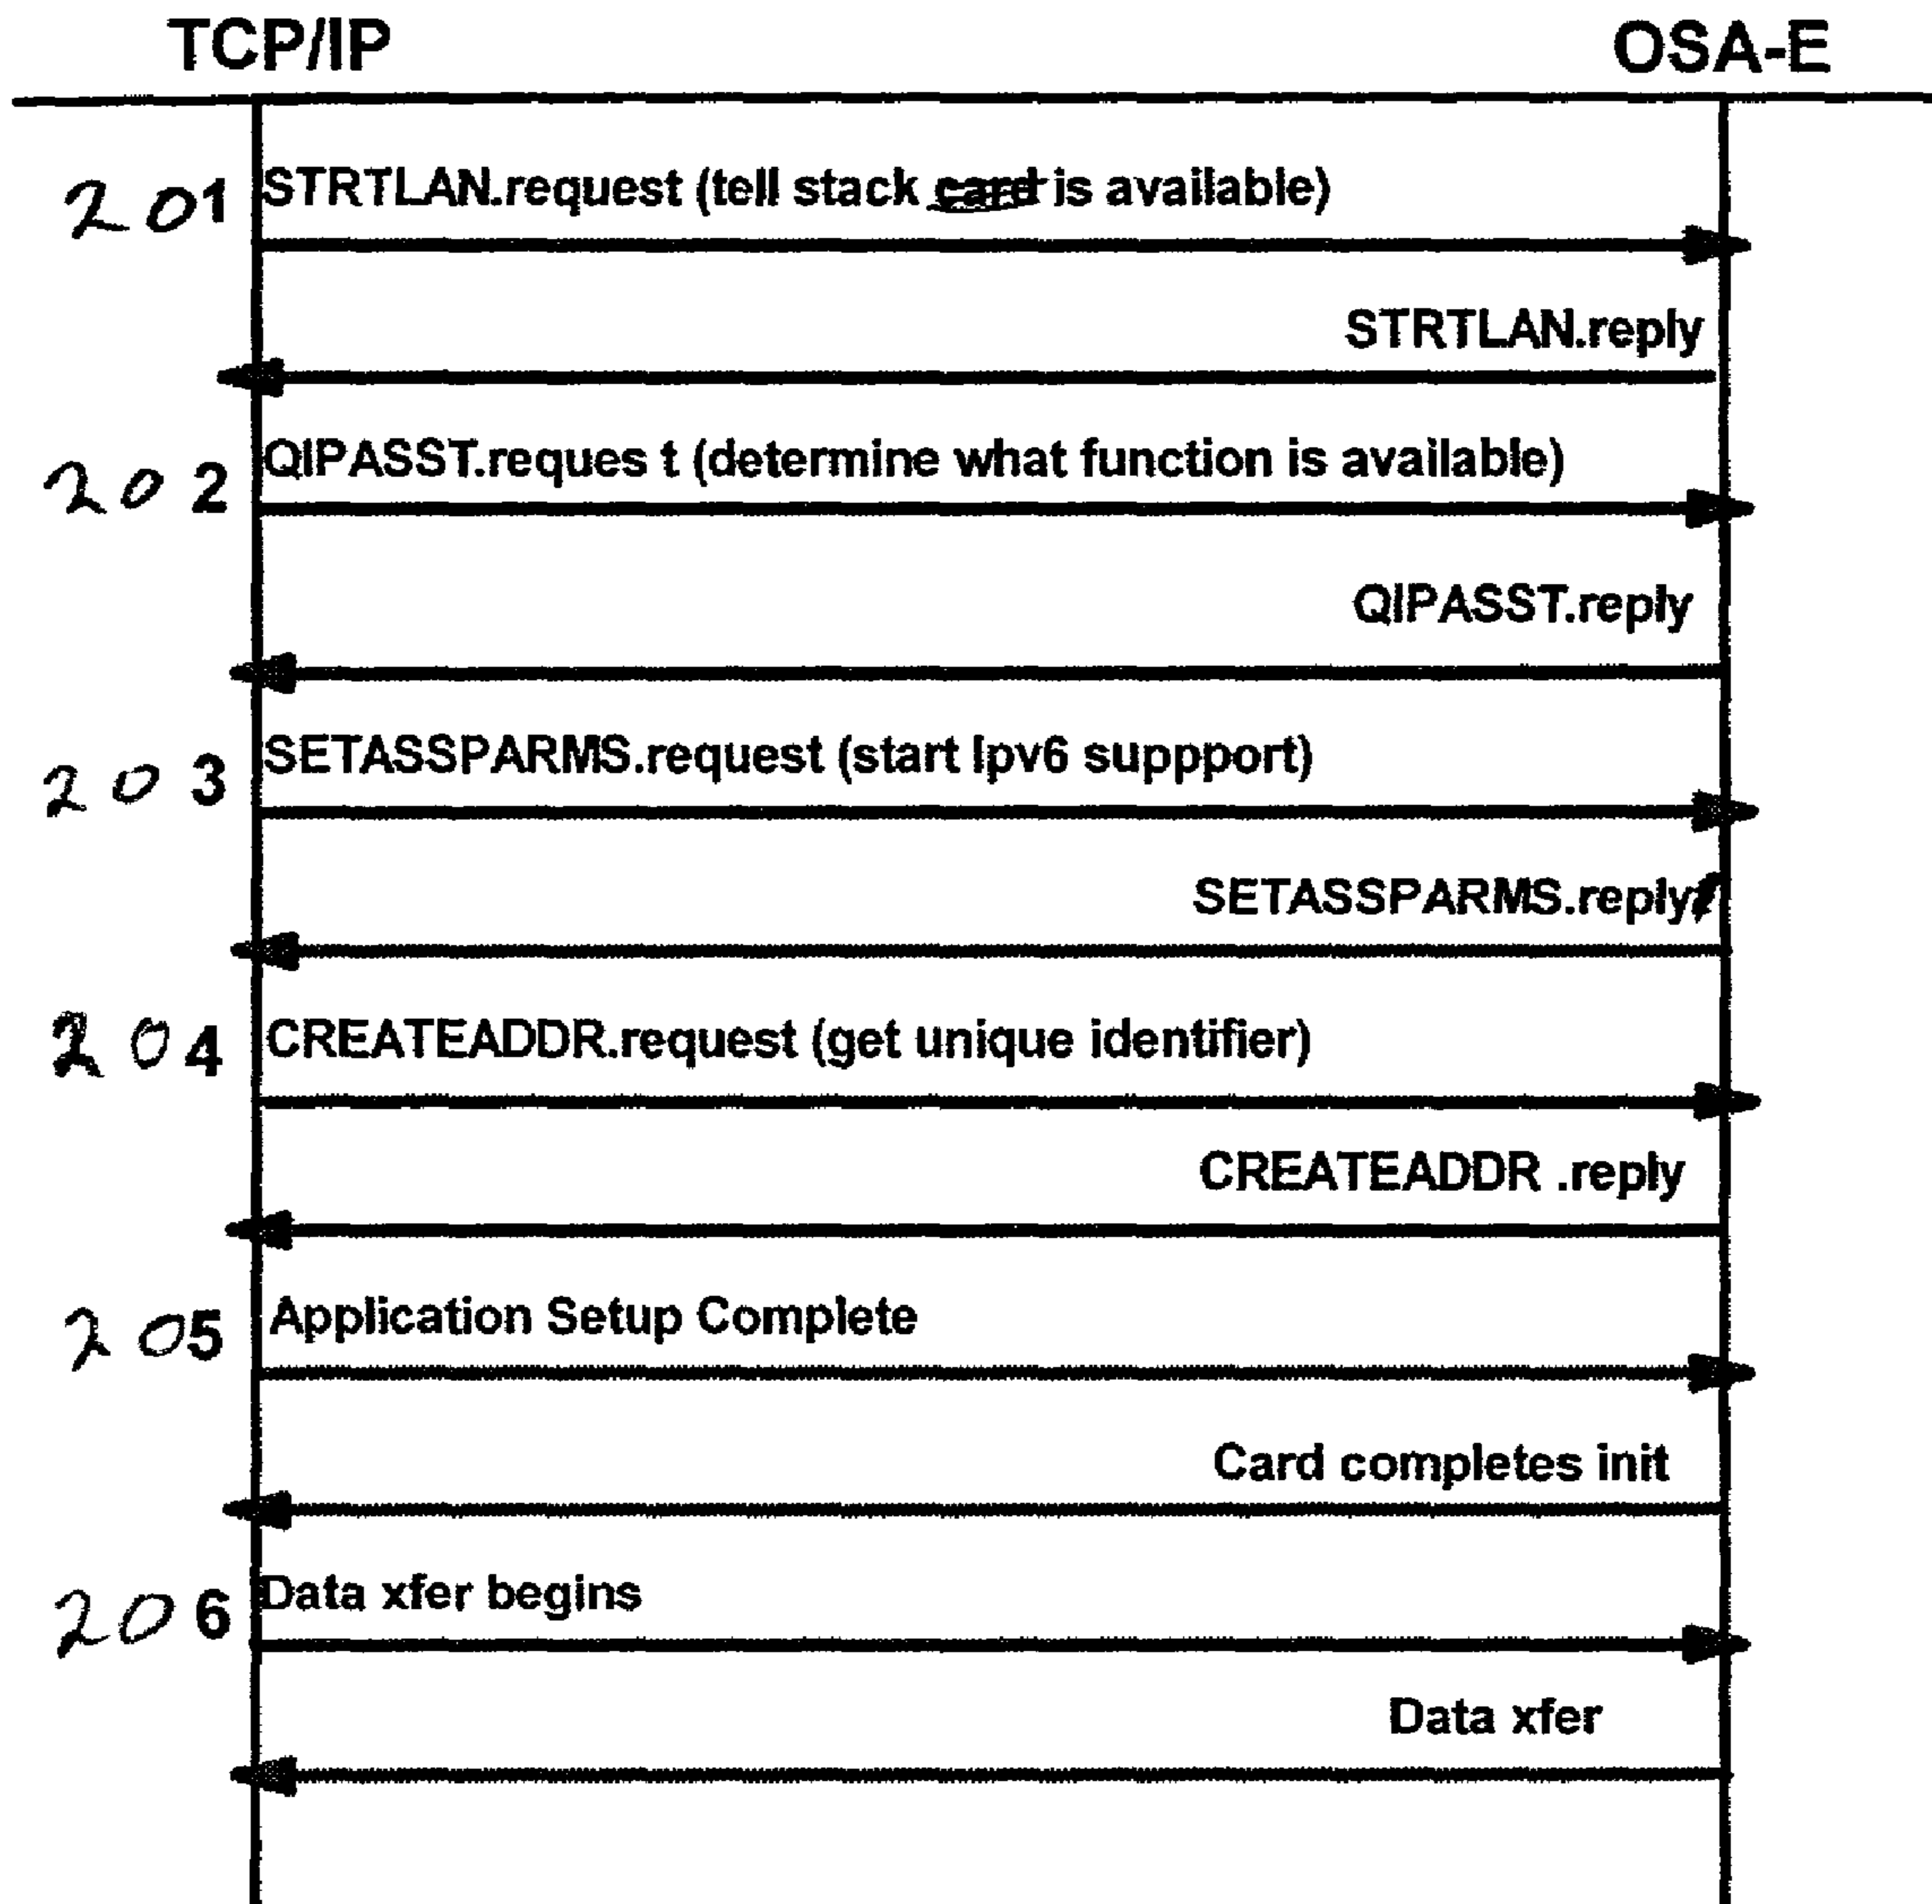 TCP/IP
OSA-E
201 STRTLAN.request (tell stack card is available)
STRTLAN.reply
202 QIPASST.reques t (determine what function is available)
QIPASST.reply
203 SETASSPARMS.request (start Ipv6 suppport)
SETASSPARMS.reply
204 CREATEADDR.request (get unique identifier)
CREATEADDR .reply
205 Application Setup Complete
Card completes init
206 Data xfer begins
Data xfer